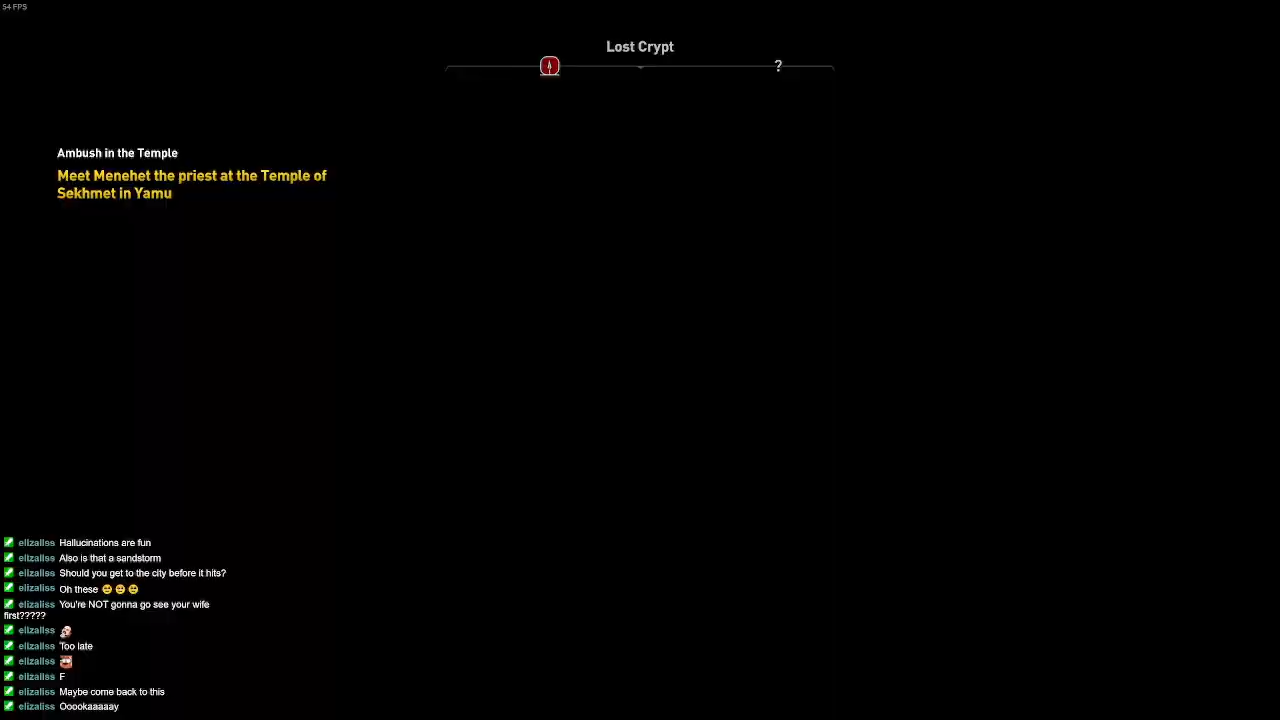 54 FPS
Lost Crypt
?
Ambush in the Temple
Meet Menehet the priest at the Temple of
Sekhmet in Yamu
elizaliss Hallucinations are fun
elizaliss Also is that a sandstorm
elizaliss Should you get to the city before it hits?
elizaliss Oh these
elizaliss You're NOT gonna go see your wife
first?????
elizaliss
elizaliss Too late
elizaliss
elizaliss F
elizaliss Maybe come back to this
elizaliss Ooookaaaaay